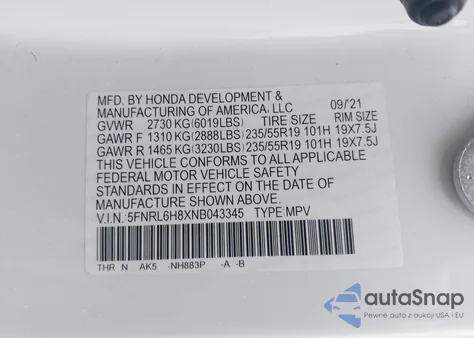 MFD. BY HONDA DEVELOPMENT &
MANUFACTURING OF AMERICA, LLC 09/'21
GVWR 2730 KG(6019LBS) TIRE SIZE RIM SIZE
GAWR F 1310 KG(2888LBS) 235/55R19 101H 19X7.5J
GAWR R 1465 KG(3230LBS) 235/55R19 101H 19X7.5J
THIS VEHICLE CONFORMS TO ALL APPLICABLE
FEDERAL MOTOR VEHICLE SAFETY
STANDARDS IN EFFECT ON THE DATE OF
MANUFACTURE SHOWN ABOVE.
V.I.N.: 5FNRL6H8XNB043345 TYPE:MPV
THR N AK5 -NH883P -A -B
autoSnap
Pewne auta z aukcji USA i EU